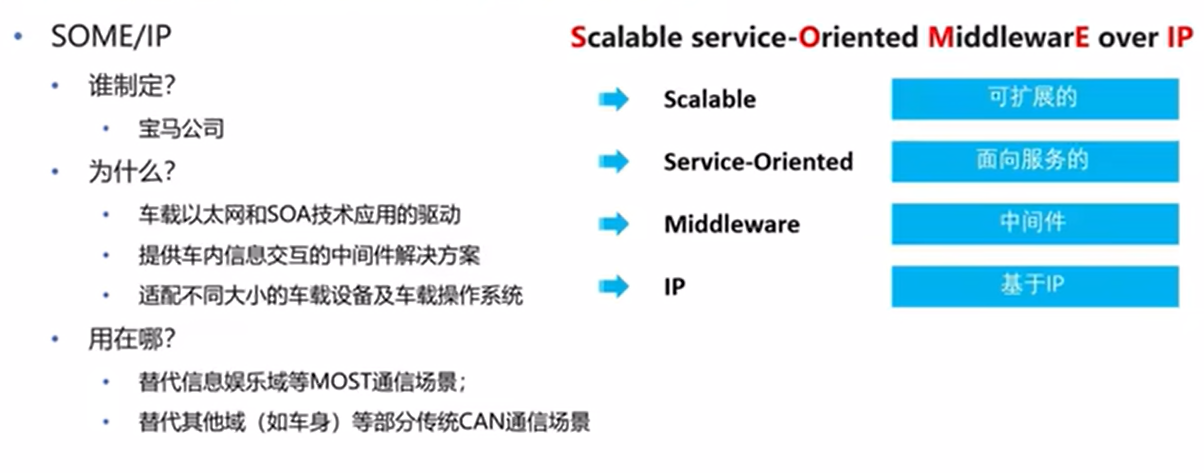 SOME/IP
谁制定?
宝马公司
为什么?
车载以太网和SOA技术应用的驱动
提供车内信息交互的中间件解决方案
适配不同大小的车载设备及车载操作系统
用在哪?
替代信息娱乐域等MOST通信场景;
替代其他域（如车身）等部分传统CAN通信场景
Scalable service-Oriented MiddlewarE over IP
Scalable 可扩展的
Service-Oriented 面向服务的
Middleware 中间件
IP 基于IP